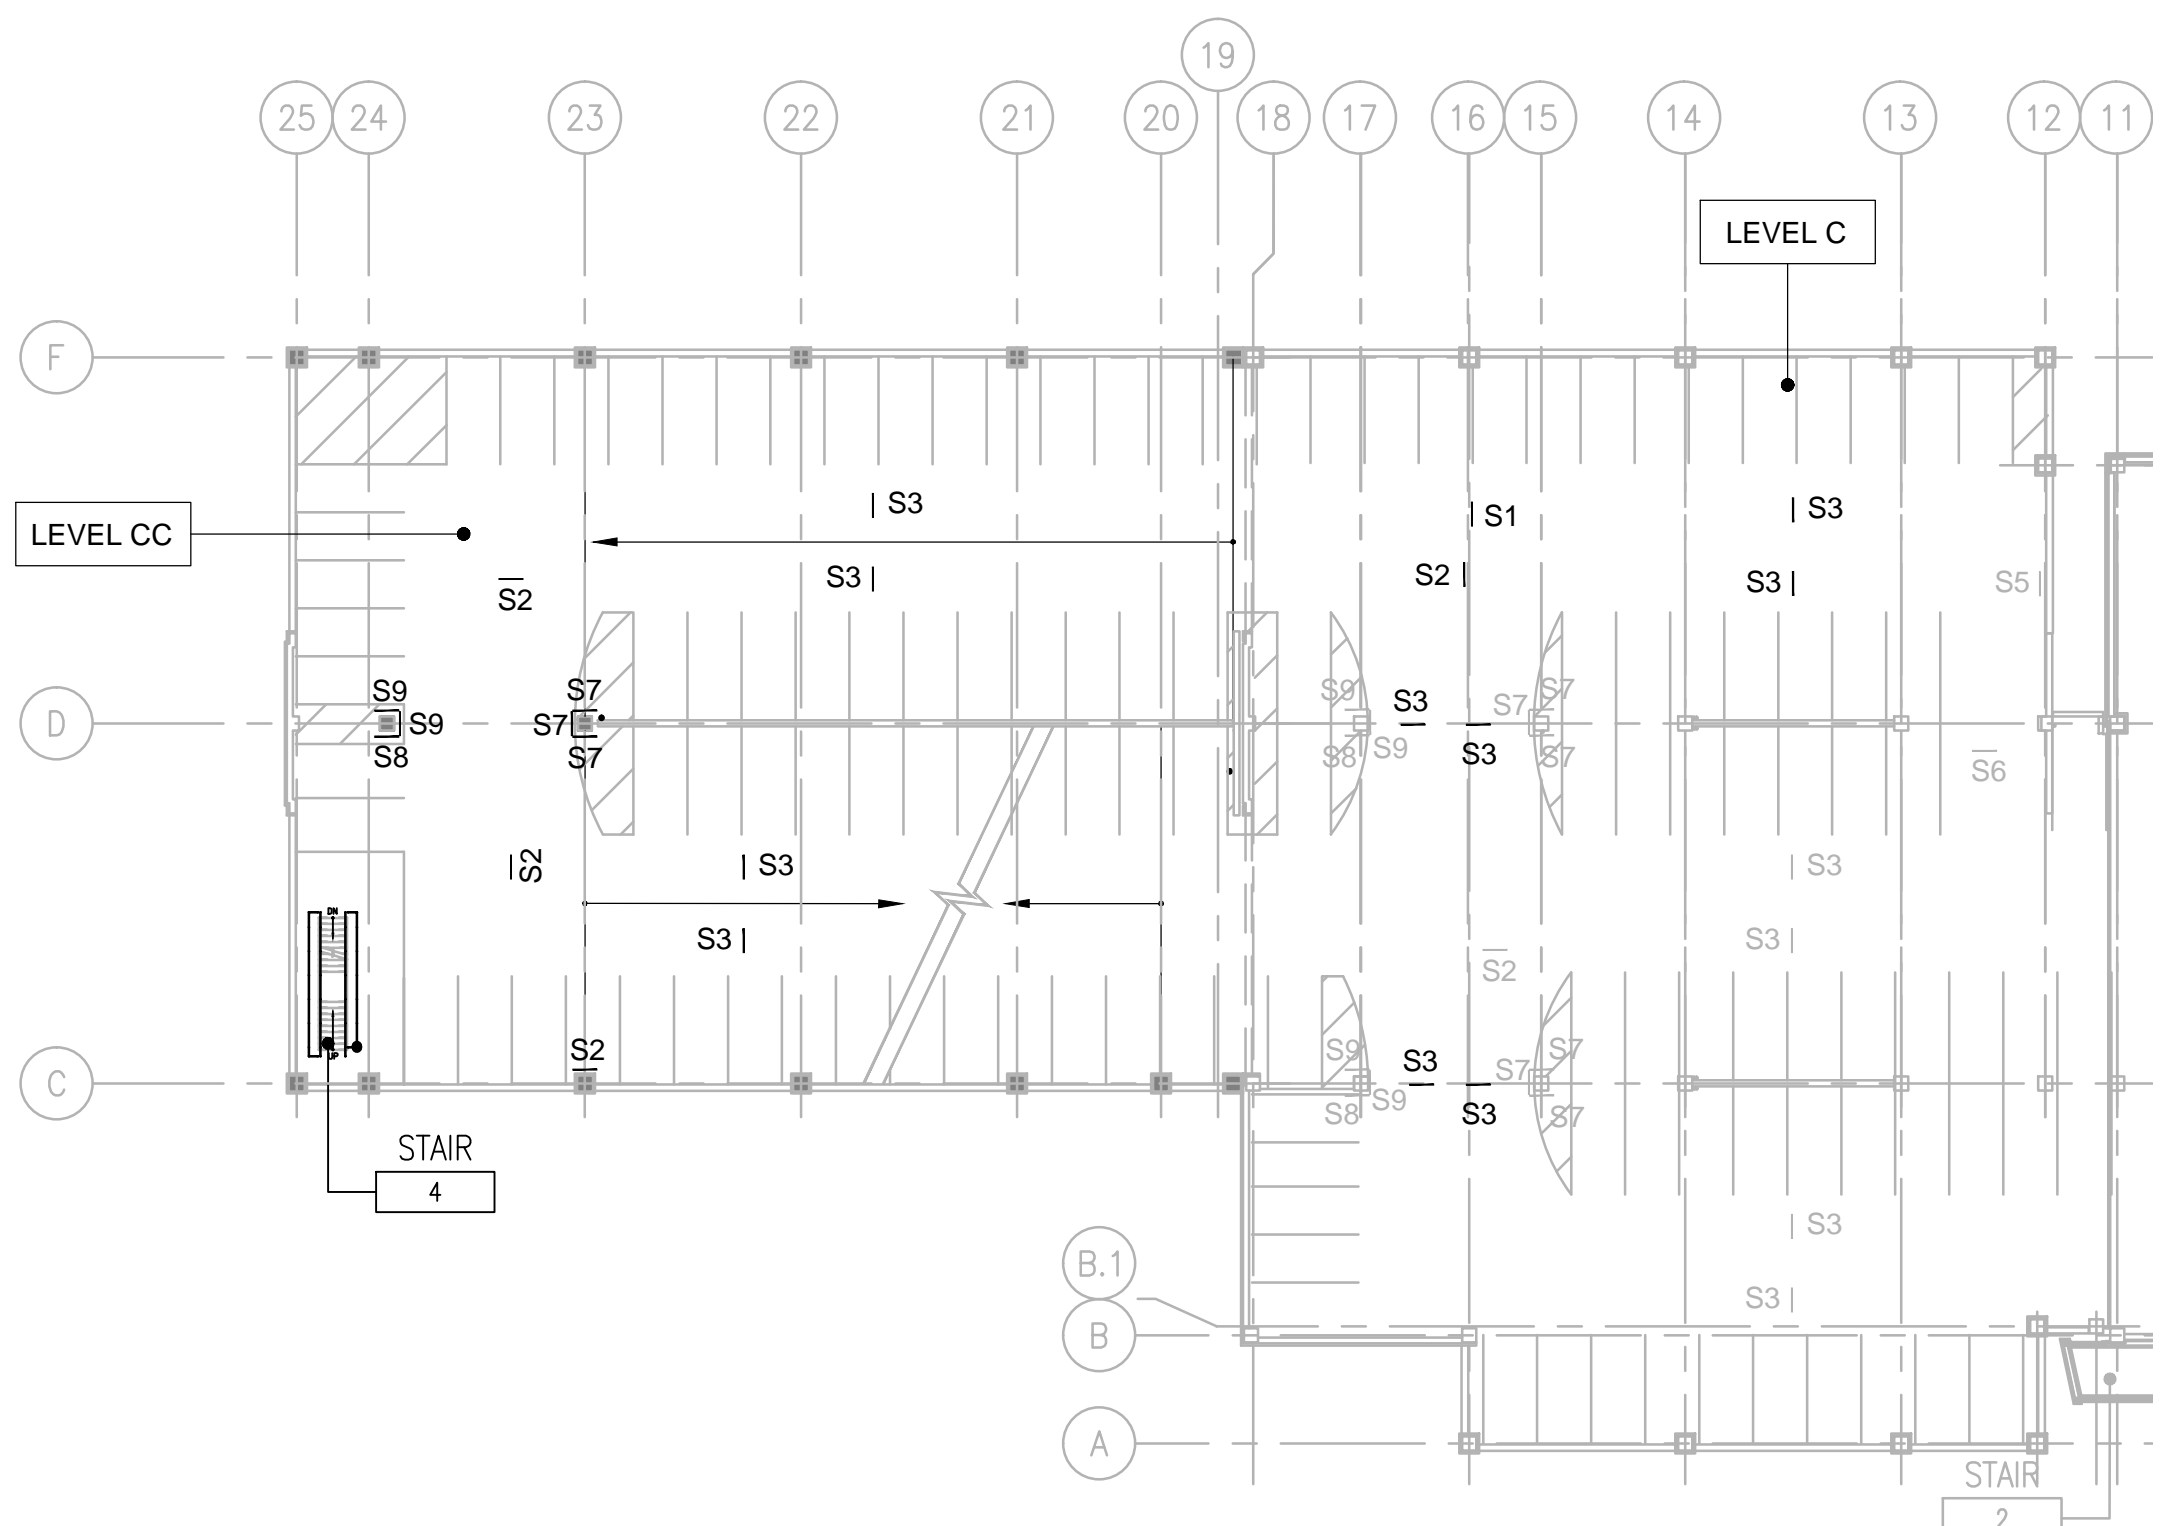 19
25 24 23 22 21 20 18 17 16 15 14 13 12 11
LEVEL C
F
S3 S1 S3
LEVEL CC
S3 S2 S3 S5
S2
S9 S7 S9 S3 S7 S7
D S9 S7
S8 S7 S8 S9 S3 S7 S6
S2 S3 S3
DN
S3 S3
S2
UP
S2 S9 S3 S7 S7
C
S8 S9 S3 S7
STAIR
4
S3
B.1
S3
B
A
STAIR
2